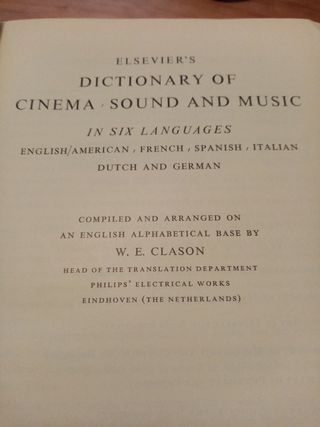 ELSEVIER'S
DICTIONARY OF
CINEMA, SOUND AND MUSIC
IN SIX LANGUAGES
ENGLISH/AMERICAN, FRENCH, SPANISH, ITALIAN
DUTCH AND GERMAN
COMPILED AND ARRANGED ON
AN ENGLISH ALPHABETICAL BASE BY
W. E. CLASON
HEAD OF THE TRANSLATION DEPARTMENT
PHILIPS' ELECTRICAL WORKS
EINDHOVEN (THE NETHERLANDS)